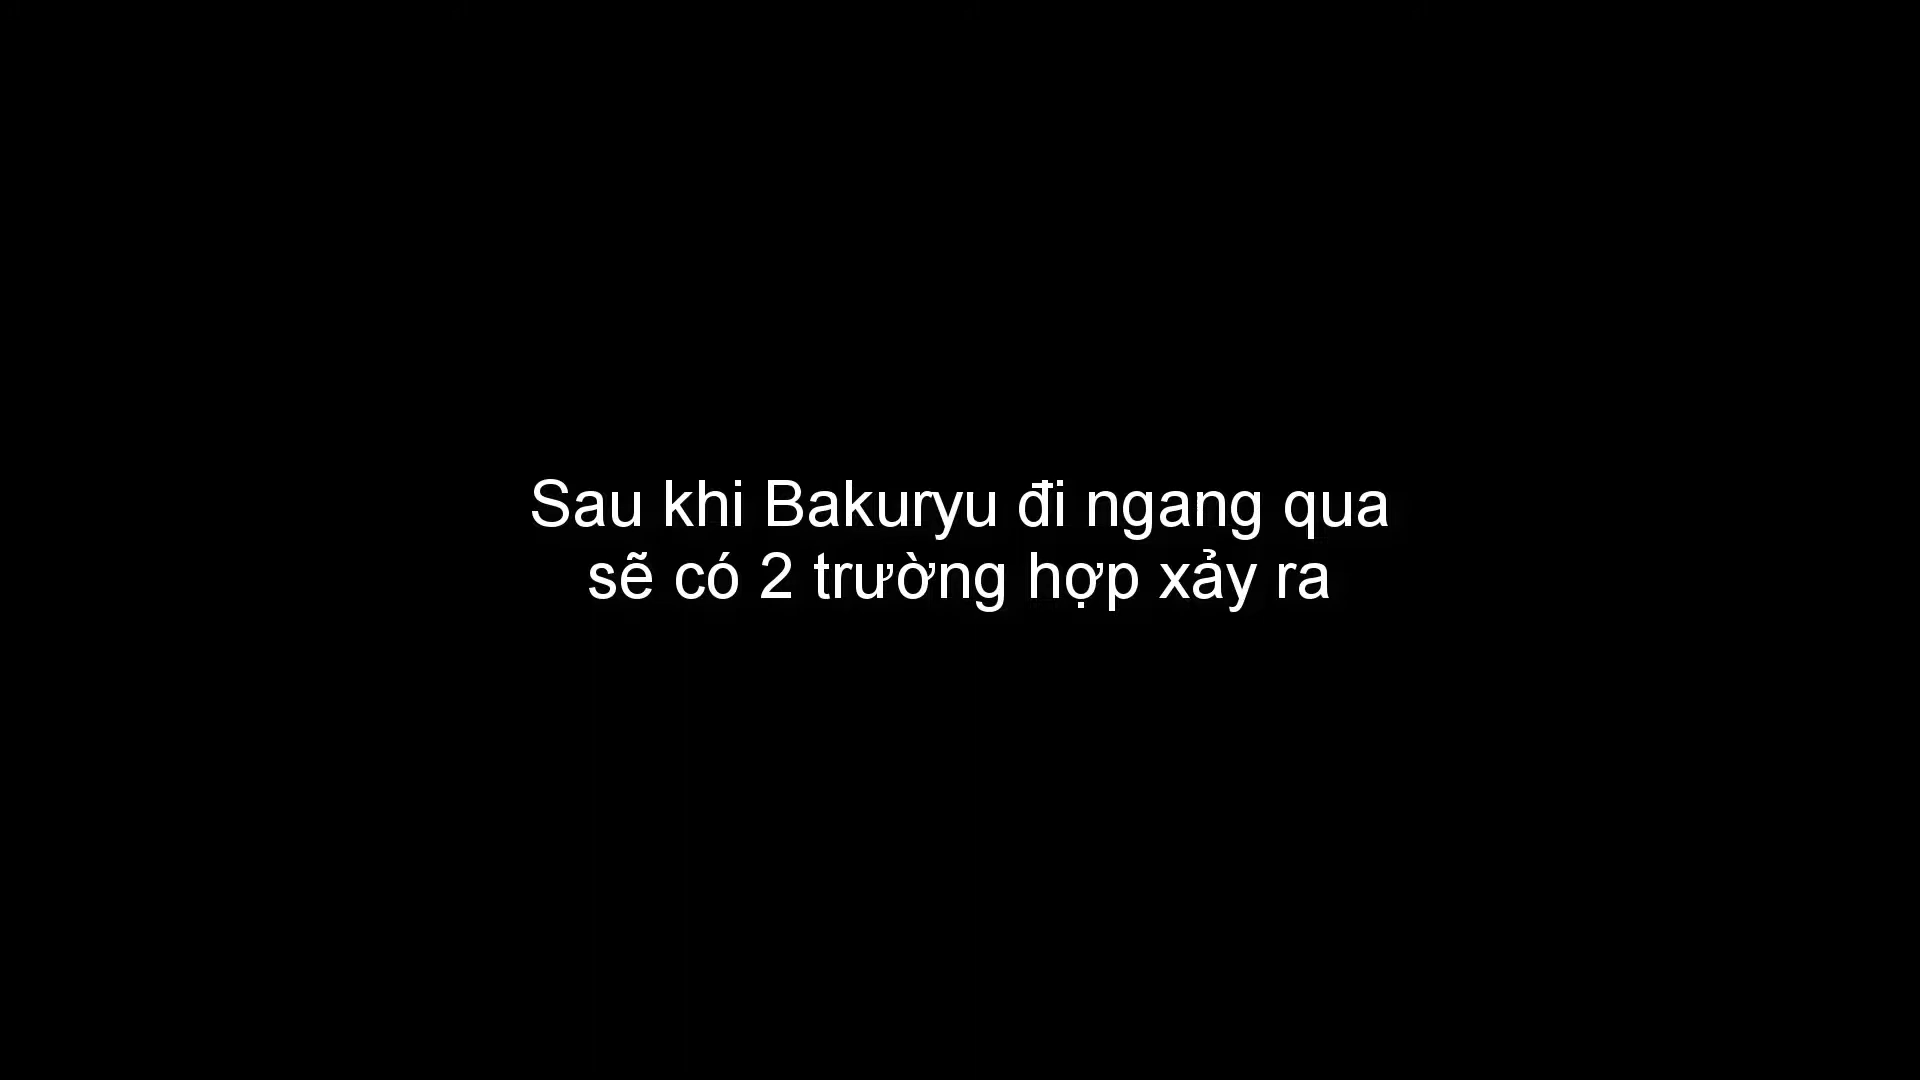 Sau khi Bakuryu đi ngang qua
sẽ có 2 trường hợp xảy ra